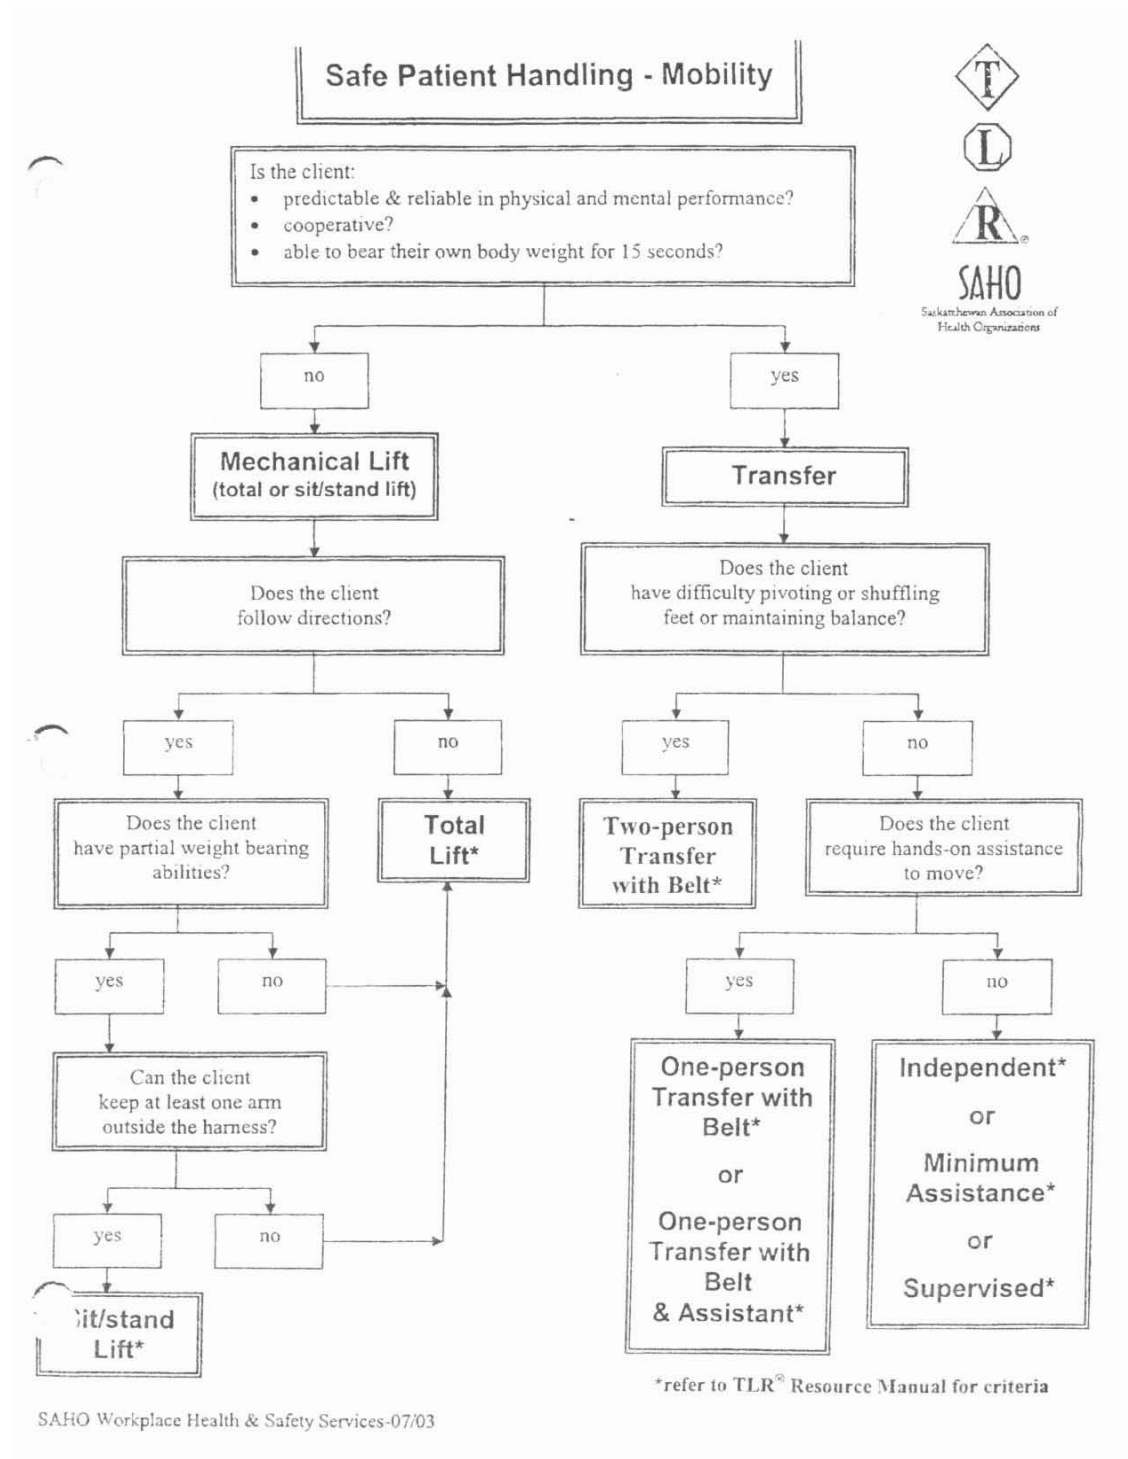 Safe Patient Handling - Mobility
T
L
R®
SAHO
Saskatchewan Association of
Health Organizations
Is the client:
• predictable & reliable in physical and mental performance?
• cooperative?
• able to bear their own body weight for 15 seconds?
no
yes
Mechanical Lift
(total or sit/stand lift)
Transfer
Does the client
follow directions?
Does the client
have difficulty pivoting or shuffling
feet or maintaining balance?
yes
no
yes
no
Does the client
have partial weight bearing
abilities?
Total
Lift*
Two-person
Transfer
with Belt*
Does the client
require hands-on assistance
to move?
yes
no
yes
no
Can the client
keep at least one arm
outside the harness?
One-person
Transfer with
Belt*
or
One-person
Transfer with
Belt
& Assistant*
Independent*
or
Minimum
Assistance*
or
Supervised*
yes
no
it/stand
Lift*
*refer to TLR® Resource Manual for criteria
SAHO Workplace Health & Safety Services-07/03